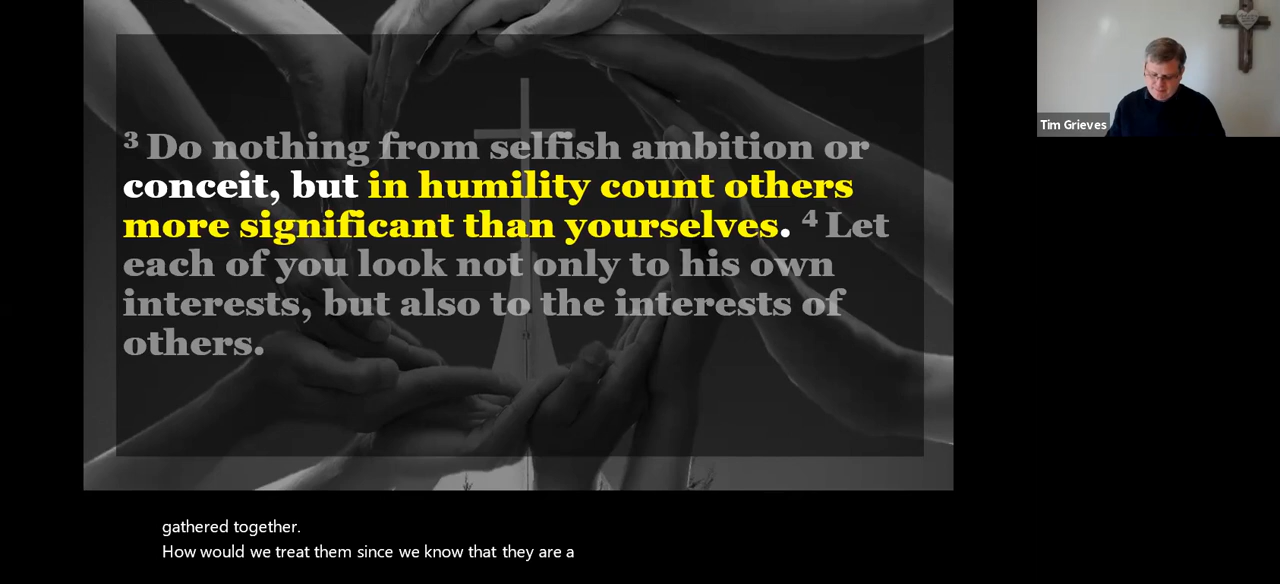 ³ Do nothing from selfish ambition or
conceit, but in humility count others
more significant than yourselves. ⁴ Let
each of you look not only to his own
interests, but also to the interests of
others.
Tim Grieves
gathered together.
How would we treat them since we know that they are a